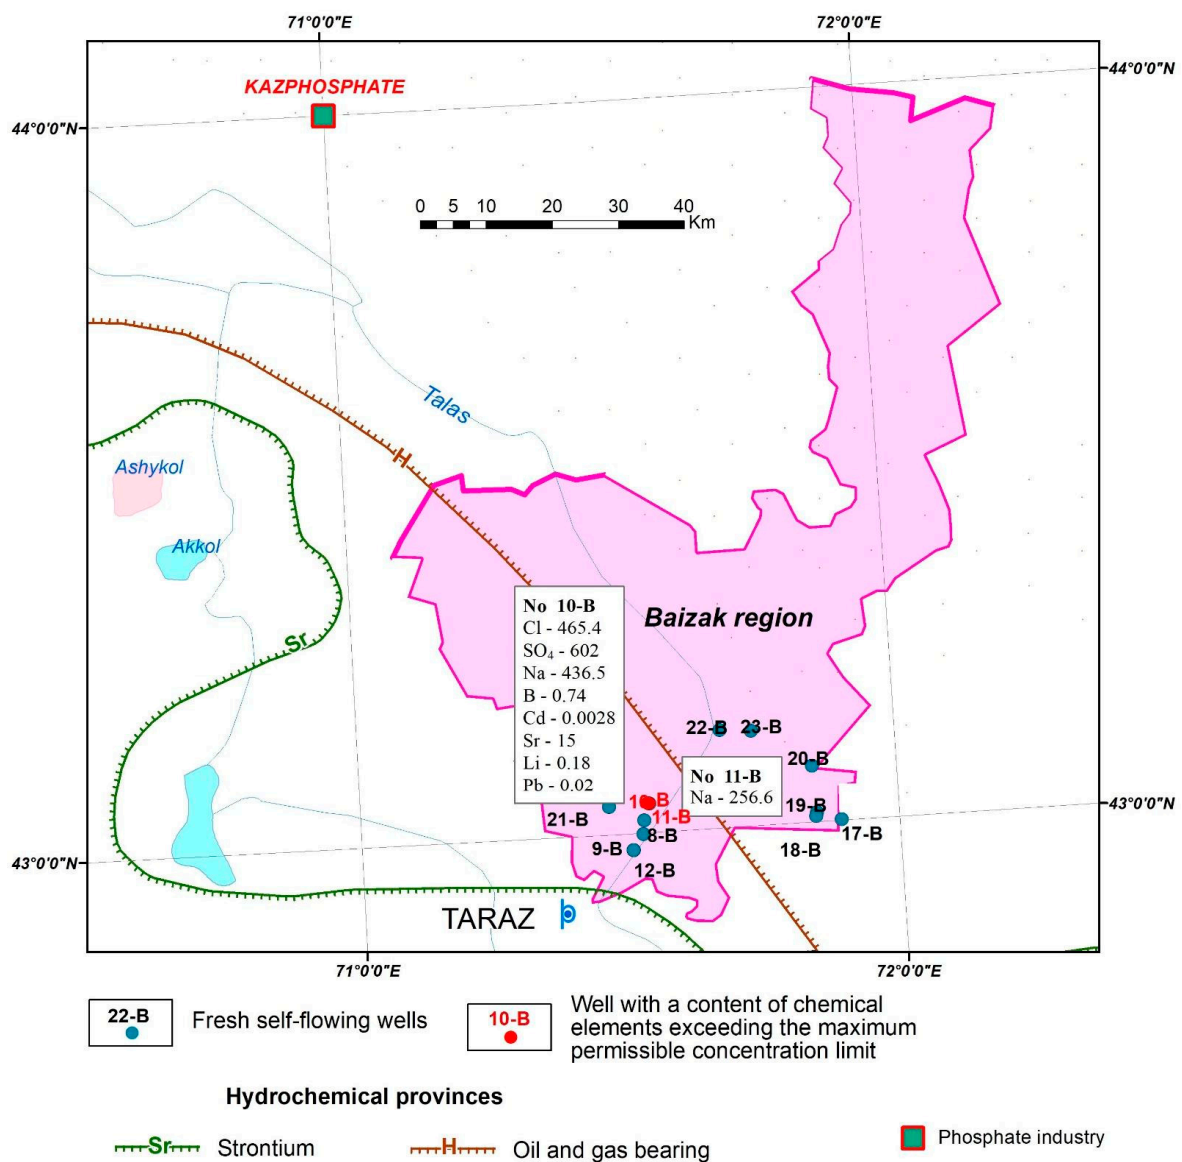 71°0'0"E
72°0'0"E
KAZPHOSPHATE
44°0'0"N
44°0'0"N
0 5 10 20 30 40
Km
Talas
H
Ashykol
Akkol
Sr
Baizak region
No 10-B
Cl - 465.4
SO₄ - 602
Na - 436.5
B - 0.74
Cd - 0.0028
Sr - 15
Li - 0.18
Pb - 0.02
22-B
23-B
20-B
No 11-B
Na - 256.6
10-B
11-B
21-B
8-B
9-B
12-B
19-B
17-B
18-B
43°0'0"N
43°0'0"N
TARAZ
71°0'0"E
72°0'0"E
22-B
Fresh self-flowing wells
10-B
Well with a content of chemical
elements exceeding the maximum
permissible concentration limit
Hydrochemical provinces
Sr
Strontium
H
Oil and gas bearing
Phosphate industry